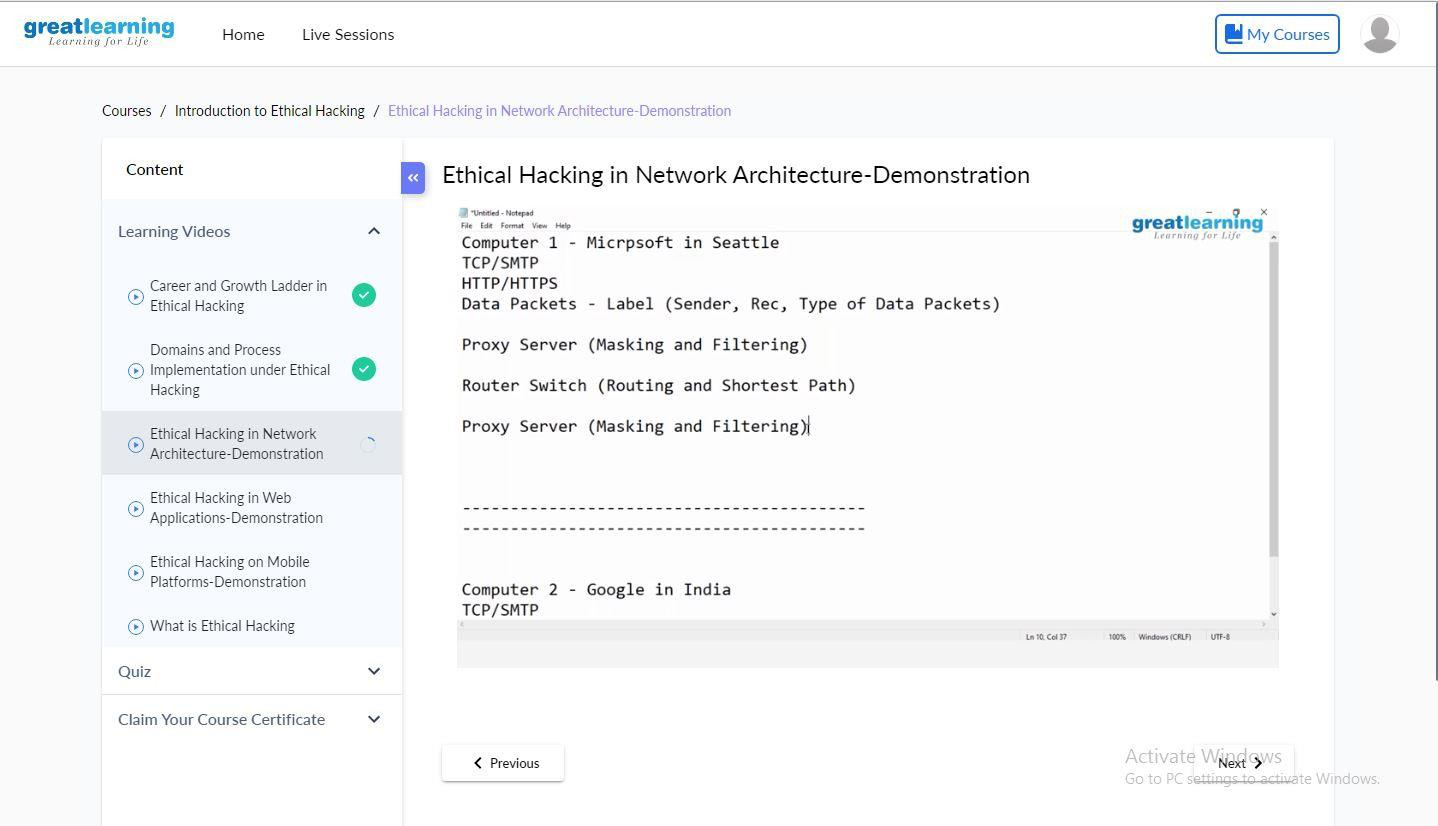 greatlearning
Learning for Life
Home
Live Sessions
My Courses
Courses / Introduction to Ethical Hacking / Ethical Hacking in Network Architecture-Demonstration
Content
Learning Videos
Career and Growth Ladder in
Ethical Hacking
Domains and Process
Implementation under Ethical
Hacking
Ethical Hacking in Network
Architecture-Demonstration
Ethical Hacking in Web
Applications-Demonstration
Ethical Hacking on Mobile
Platforms-Demonstration
What is Ethical Hacking
Quiz
Claim Your Course Certificate
«
Ethical Hacking in Network Architecture-Demonstration
*Untitled - Notepad
File Edit Format View Help
greatlearning
Learning for Life
Computer 1 - Micrpsoft in Seattle
TCP/SMTP
HTTP/HTTPS
Data Packets - Label (Sender, Rec, Type of Data Packets)
Proxy Server (Masking and Filtering)
Router Switch (Routing and Shortest Path)
Proxy Server (Masking and Filtering)
------------------------------------------
------------------------------------------
Computer 2 - Google in India
TCP/SMTP
Ln 10, Col 37 100% Windows (CRLF) UTF-8
Previous
Next
Activate Windows
Go to PC settings to activate Windows.